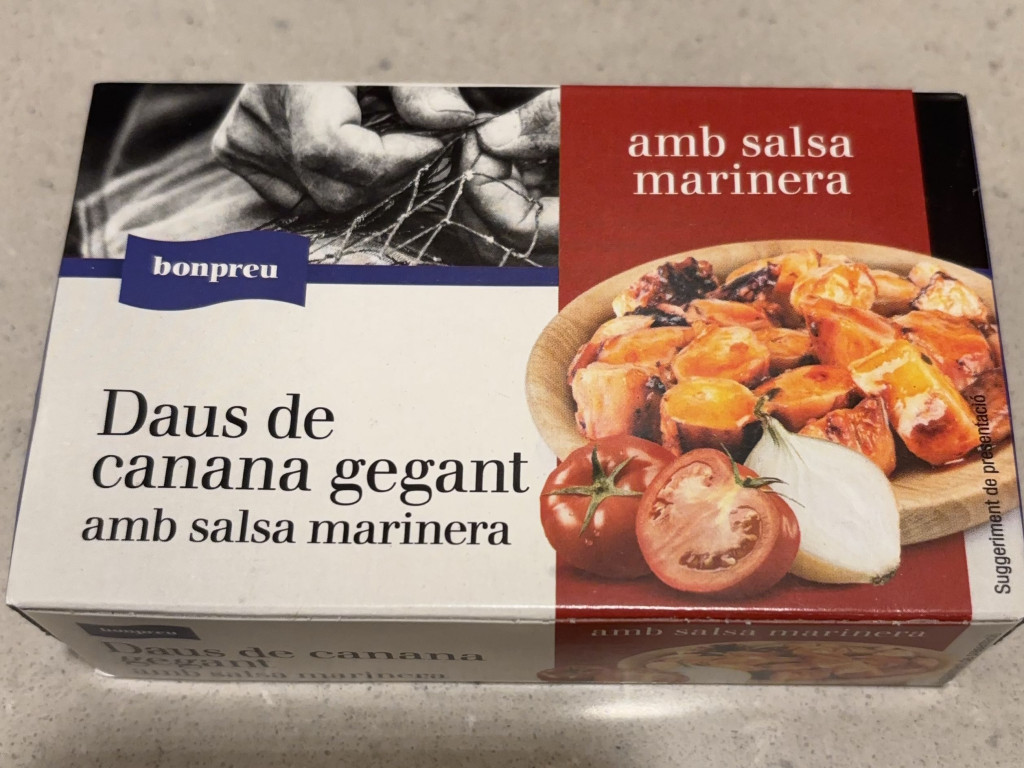 amb salsa
marinera
bonpreu
Daus de
canana gegant
amb salsa marinera
Suggeriment de presentació
bonpreu
amb salsa marinera
Daus de canana
gegant
amb salsa marinera